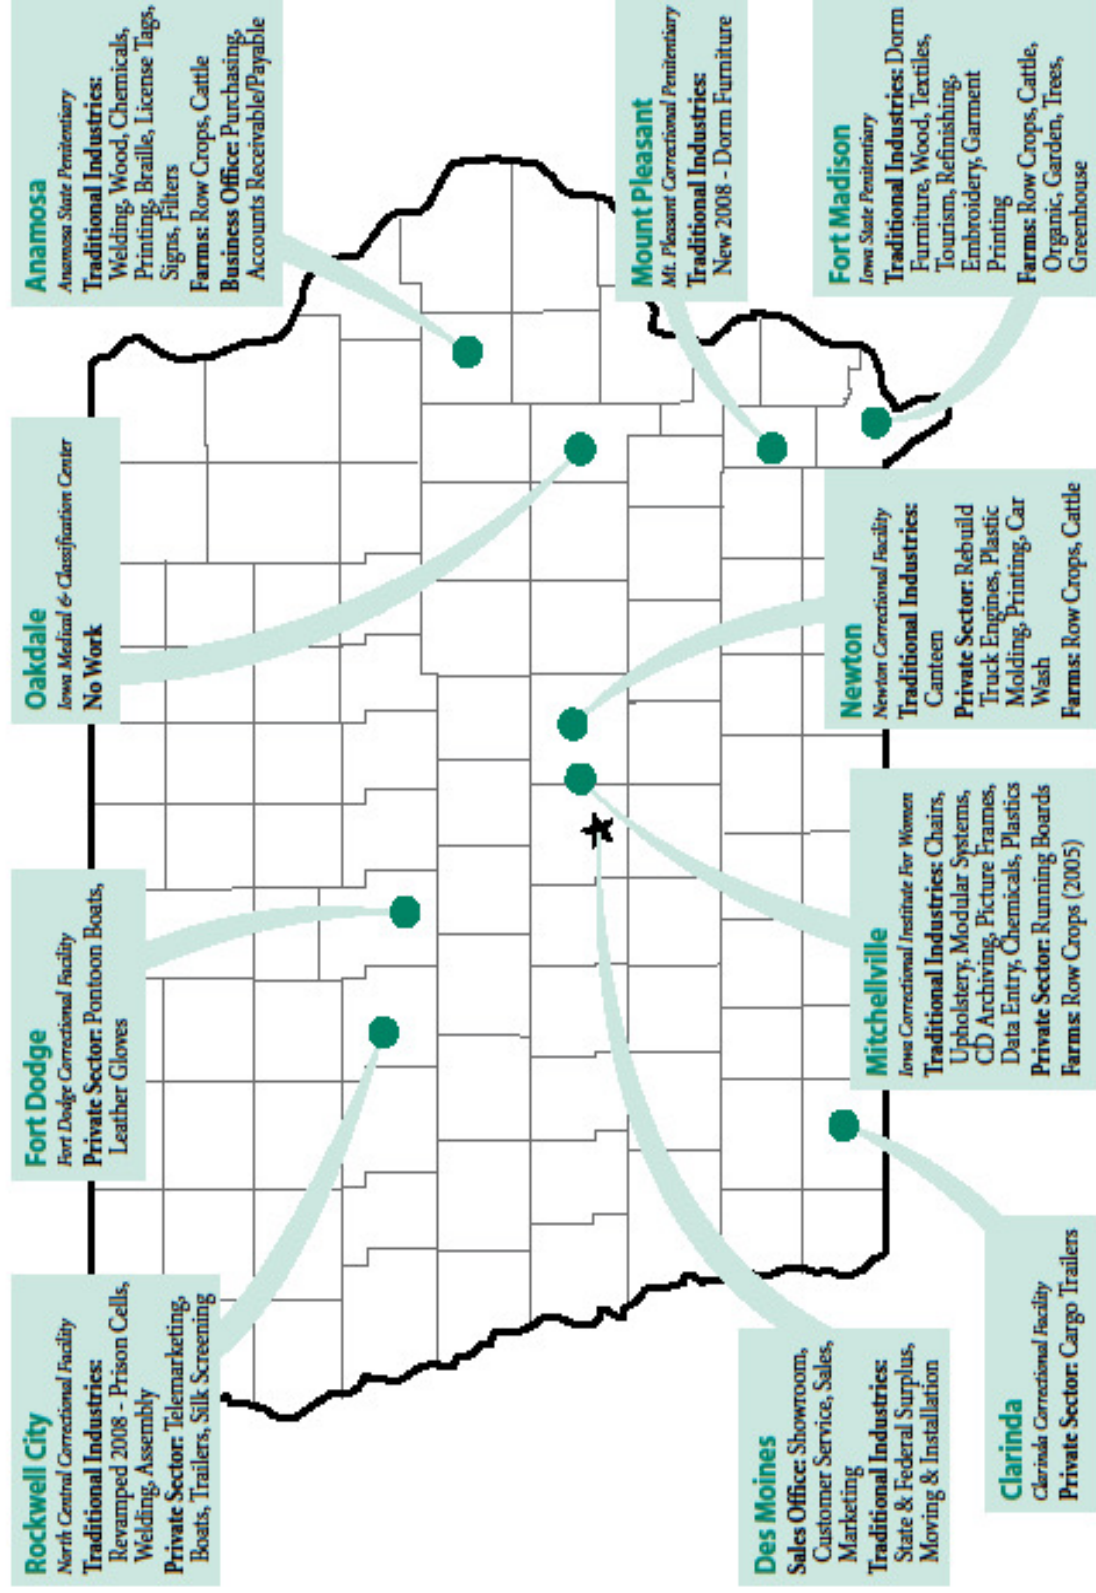 Rockwell City
North Central Correctional Facility
Traditional Industries:
Revamped 2008 - Prison Cells,
Welding, Assembly
Private Sector: Telemarketing,
Boats, Trailers, Silk Screening
Fort Dodge
Fort Dodge Correctional Facility
Private Sector: Pontoon Boats,
Leather Gloves
Oakdale
Iowa Medical & Classification Center
No Work
Anamosa
Anamosa State Penitentiary
Traditional Industries:
Welding, Wood, Chemicals,
Printing, Braille, License Tags,
Signs, Filters
Farms: Row Crops, Cattle
Business Office: Purchasing,
Accounts Receivable/Payable
Mount Pleasant
Mt. Pleasant Correctional Penitentiary
Traditional Industries:
New 2008 - Dorm Furniture
Des Moines
Sales Office: Showroom,
Customer Service, Sales,
Marketing
Traditional Industries:
State & Federal Surplus,
Moving & Installation
Clarinda
Clarinda Correctional Facility
Private Sector: Cargo Trailers
Mitchellville
Iowa Correctional Institute For Women
Traditional Industries: Chairs,
Upholstery, Modular Systems,
CD Archiving, Picture Frames,
Data Entry, Chemicals, Plastics
Private Sector: Running Boards
Farms: Row Crops (2005)
Newton
Newton Correctional Facility
Traditional Industries:
Canteen
Private Sector: Rebuild
Truck Engines, Plastic
Molding, Printing, Car
Wash
Farms: Row Crops, Cattle
Fort Madison
Iowa State Penitentiary
Traditional Industries: Dorm
Furniture, Wood, Textiles,
Tourism, Refinishing,
Embroidery, Garment
Printing
Farms: Row Crops, Cattle,
Organic, Garden, Trees,
Greenhouse